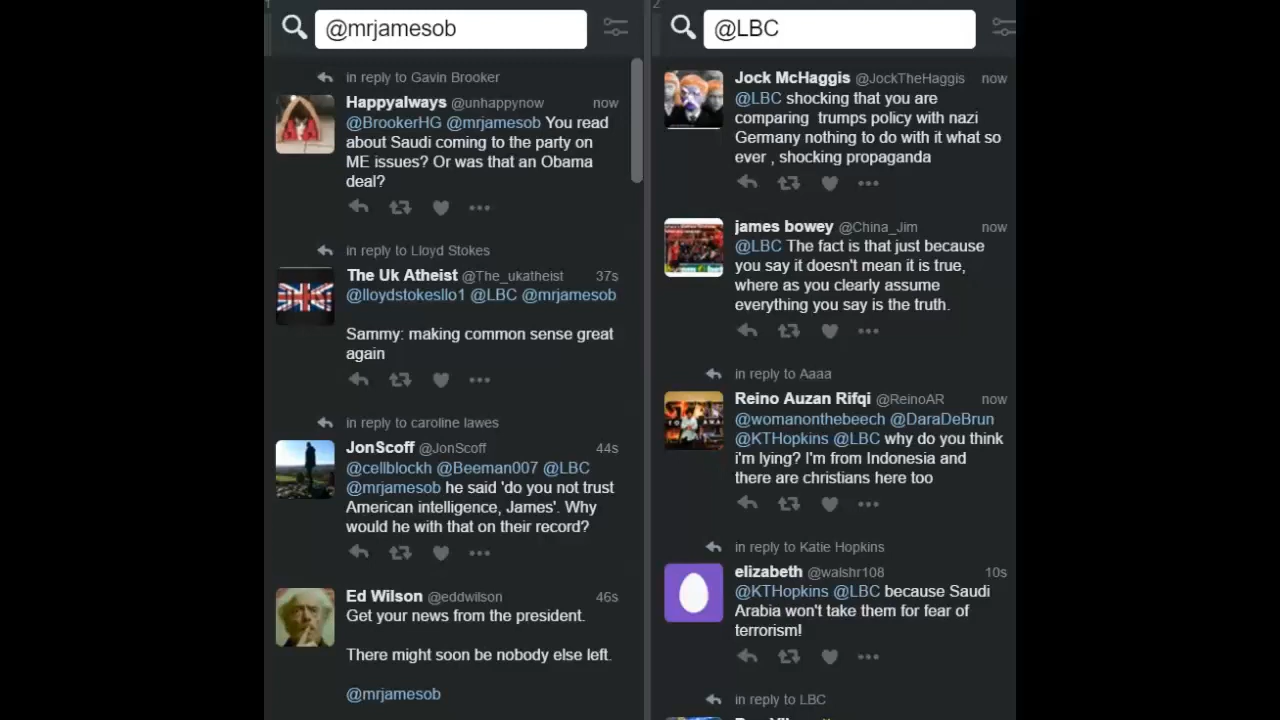 1
@mrjamesob
in reply to Gavin Brooker
Happyalways @unhappynow now
@BrookerHG @mrjamesob You read
about Saudi coming to the party on
ME issues? Or was that an Obama
deal?
in reply to Lloyd Stokes
The Uk Atheist @The_ukatheist 37s
@lloydstokesllo1 @LBC @mrjamesob
Sammy: making common sense great
again
in reply to caroline lawes
JonScoff @JonScoff 44s
@cellblockh @Beeman007 @LBC
@mrjamesob he said 'do you not trust
American intelligence, James'. Why
would he with that on their record?
Ed Wilson @eddwilson 46s
Get your news from the president.
There might soon be nobody else left.
@mrjamesob
2
@LBC
Jock McHaggis @JockTheHaggis now
@LBC shocking that you are
comparing trumps policy with nazi
Germany nothing to do with it what so
ever , shocking propaganda
james bowey @China_Jim now
@LBC The fact is that just because
you say it doesn't mean it is true,
where as you clearly assume
everything you say is the truth.
in reply to Aaaa
Reino Auzan Rifqi @ReinoAR now
@womanonthebeech @DaraDeBrun
@KTHopkins @LBC why do you think
i'm lying? I'm from Indonesia and
there are christians here too
in reply to Katie Hopkins
elizabeth @walshr108 10s
@KTHopkins @LBC because Saudi
Arabia won't take them for fear of
terrorism!
in reply to LBC